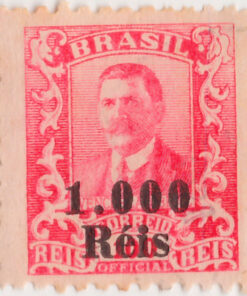 BRASIL
1.000
CORREIO
Réis
REIS REIS
OFFICIAL